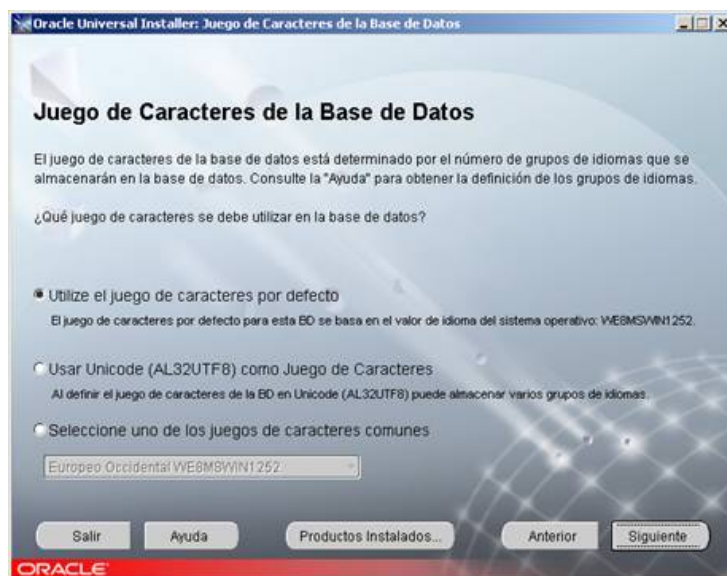 Oracle Universal Installer: Juego de Caracteres de la Base de Datos
Juego de Caracteres de la Base de Datos
El juego de caracteres de la base de datos está determinado por el número de grupos de idiomas que se
almacenarán en la base de datos. Consulte la "Ayuda" para obtener la definición de los grupos de idiomas.
¿Qué juego de caracteres se debe utilizar en la base de datos?
Utilize el juego de caracteres por defecto
El juego de caracteres por defecto para esta BD se basa en el valor de idioma del sistema operativo: WE8MSWIN1252.
Usar Unicode (AL32UTF8) como Juego de Caracteres
Al definir el juego de caracteres de la BD en Unicode (AL32UTF8) puede almacenar varios grupos de idiomas.
Seleccione uno de los juegos de caracteres comunes
Europeo Occidental WE8MSWIN1252
Salir Ayuda Productos Instalados... Anterior Siguiente
ORACLE